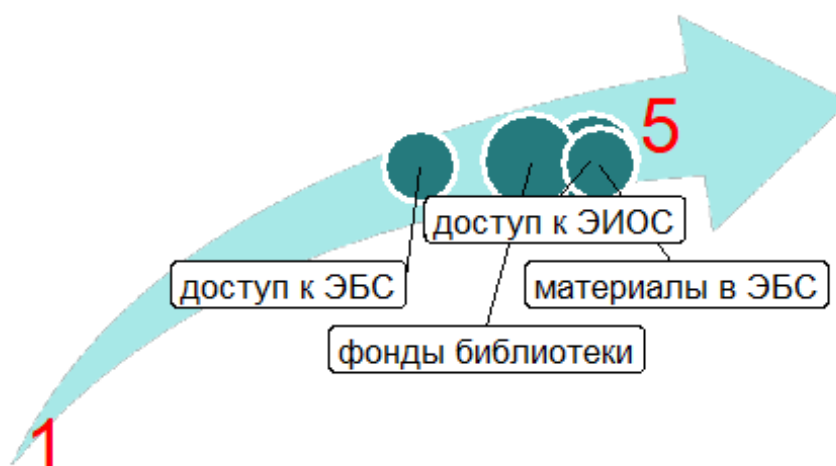 5
доступ к ЭИОС
доступ к ЭБС
материалы в ЭБС
фонды библиотеки
1